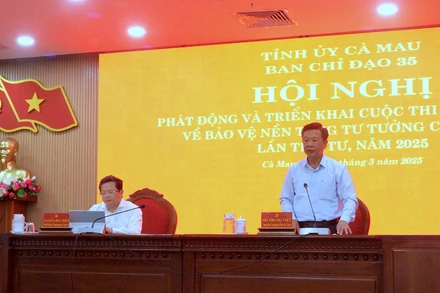 TỈNH ỦY CÀ MAU
BAN CHỈ ĐẠO 35
HỘI NGHỊ
PHÁT ĐỘNG VÀ TRIỂN KHAI CUỘC THI
VỀ BẢO VỆ NỀN TẢNG TƯ TƯỞNG C
LẦN THỨ TƯ, NĂM 2025
Cà Mau, tháng 3 năm 2025